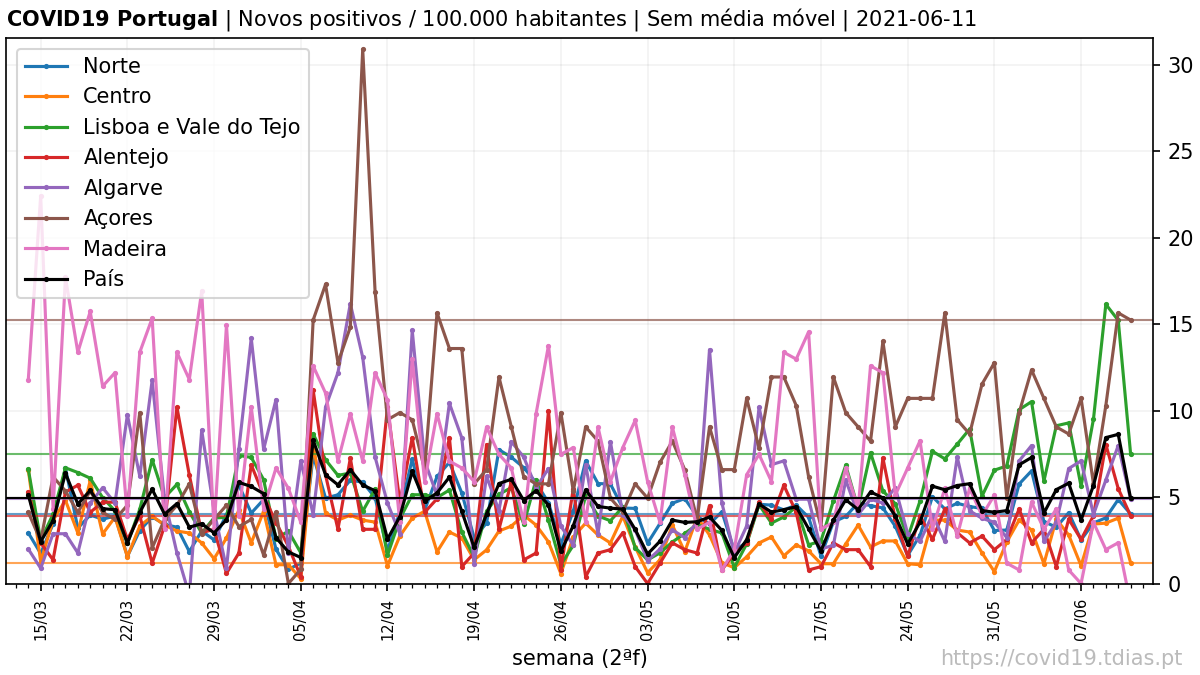 COVID19 Portugal | Novos positivos / 100.000 habitantes | Sem média móvel | 2021-06-11
Norte
Centro
Lisboa e Vale do Tejo
Alentejo
Algarve
Açores
Madeira
País
30
25
20
15
10
5
0
15/03
22/03
29/03
05/04
12/04
19/04
26/04
03/05
10/05
17/05
24/05
31/05
07/06
semana (2ªf)
https://covid19.tdias.pt